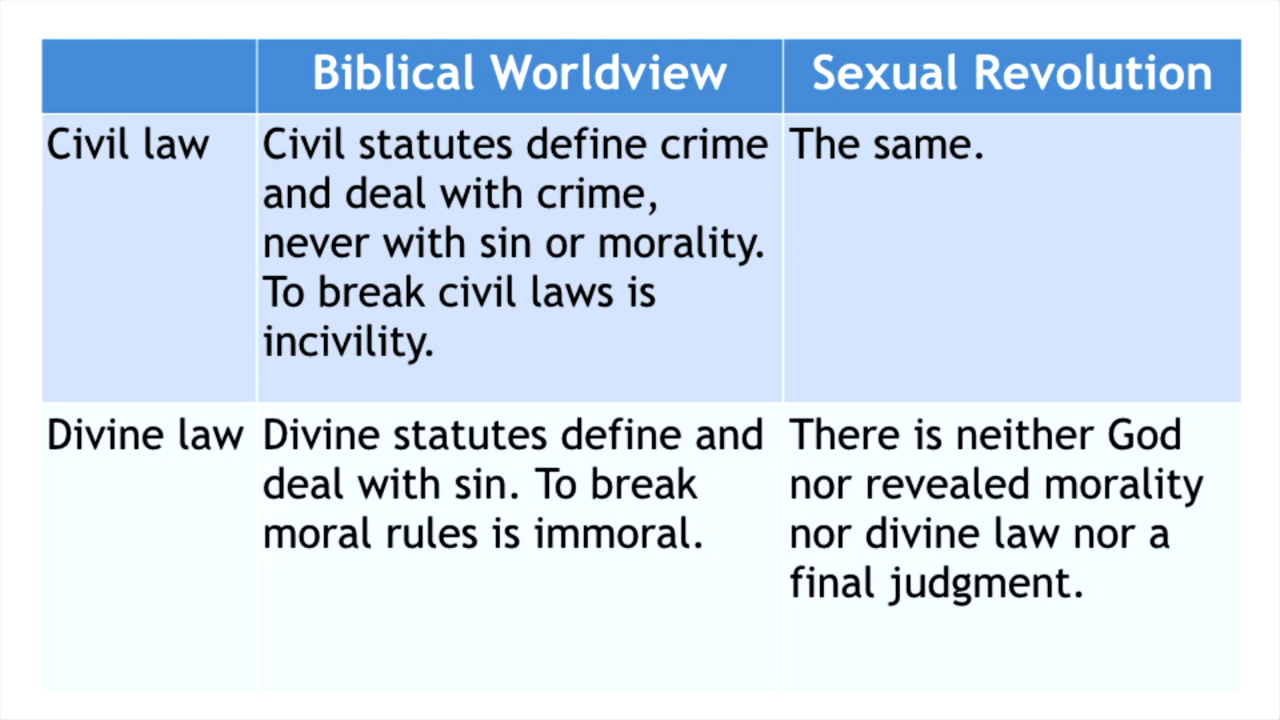 Biblical Worldview
Sexual Revolution
Civil law
Civil statutes define crime
and deal with crime,
never with sin or morality.
To break civil laws is
incivility.
The same.
Divine law
Divine statutes define and
deal with sin. To break
moral rules is immoral.
There is neither God
nor revealed morality
nor divine law nor a
final judgment.